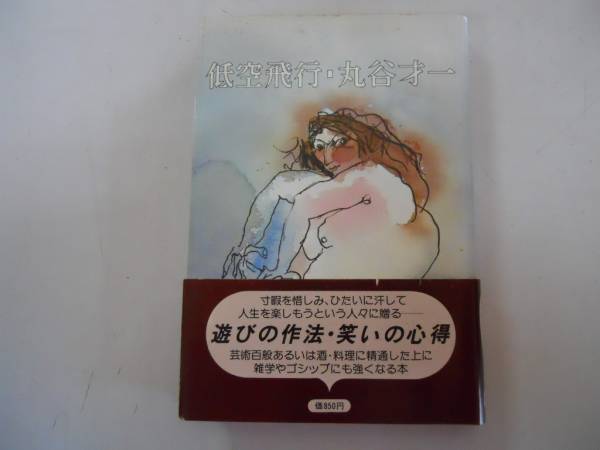 低空飛行・丸谷才一
寸暇を惜しみ、ひたいに汗して
人生を楽しもうという人々に贈る……
遊びの作法・笑いの心得
芸術百般あるいは酒・料理に精通した上に
雑学やゴシップにも強くなる本
価850円